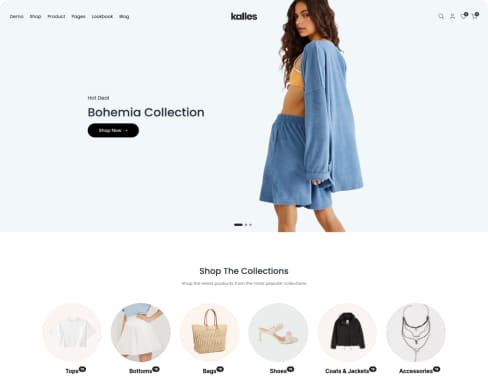 Demo Shop Product Pages Lookbook Blog
kalles
Hot Deal
Bohemia Collection
Shop Now →
Shop The Collections
Shop the latest products from the most popular collections
Tops
Bottoms
Bags
Shoes
Coats & Jackets
Accessories